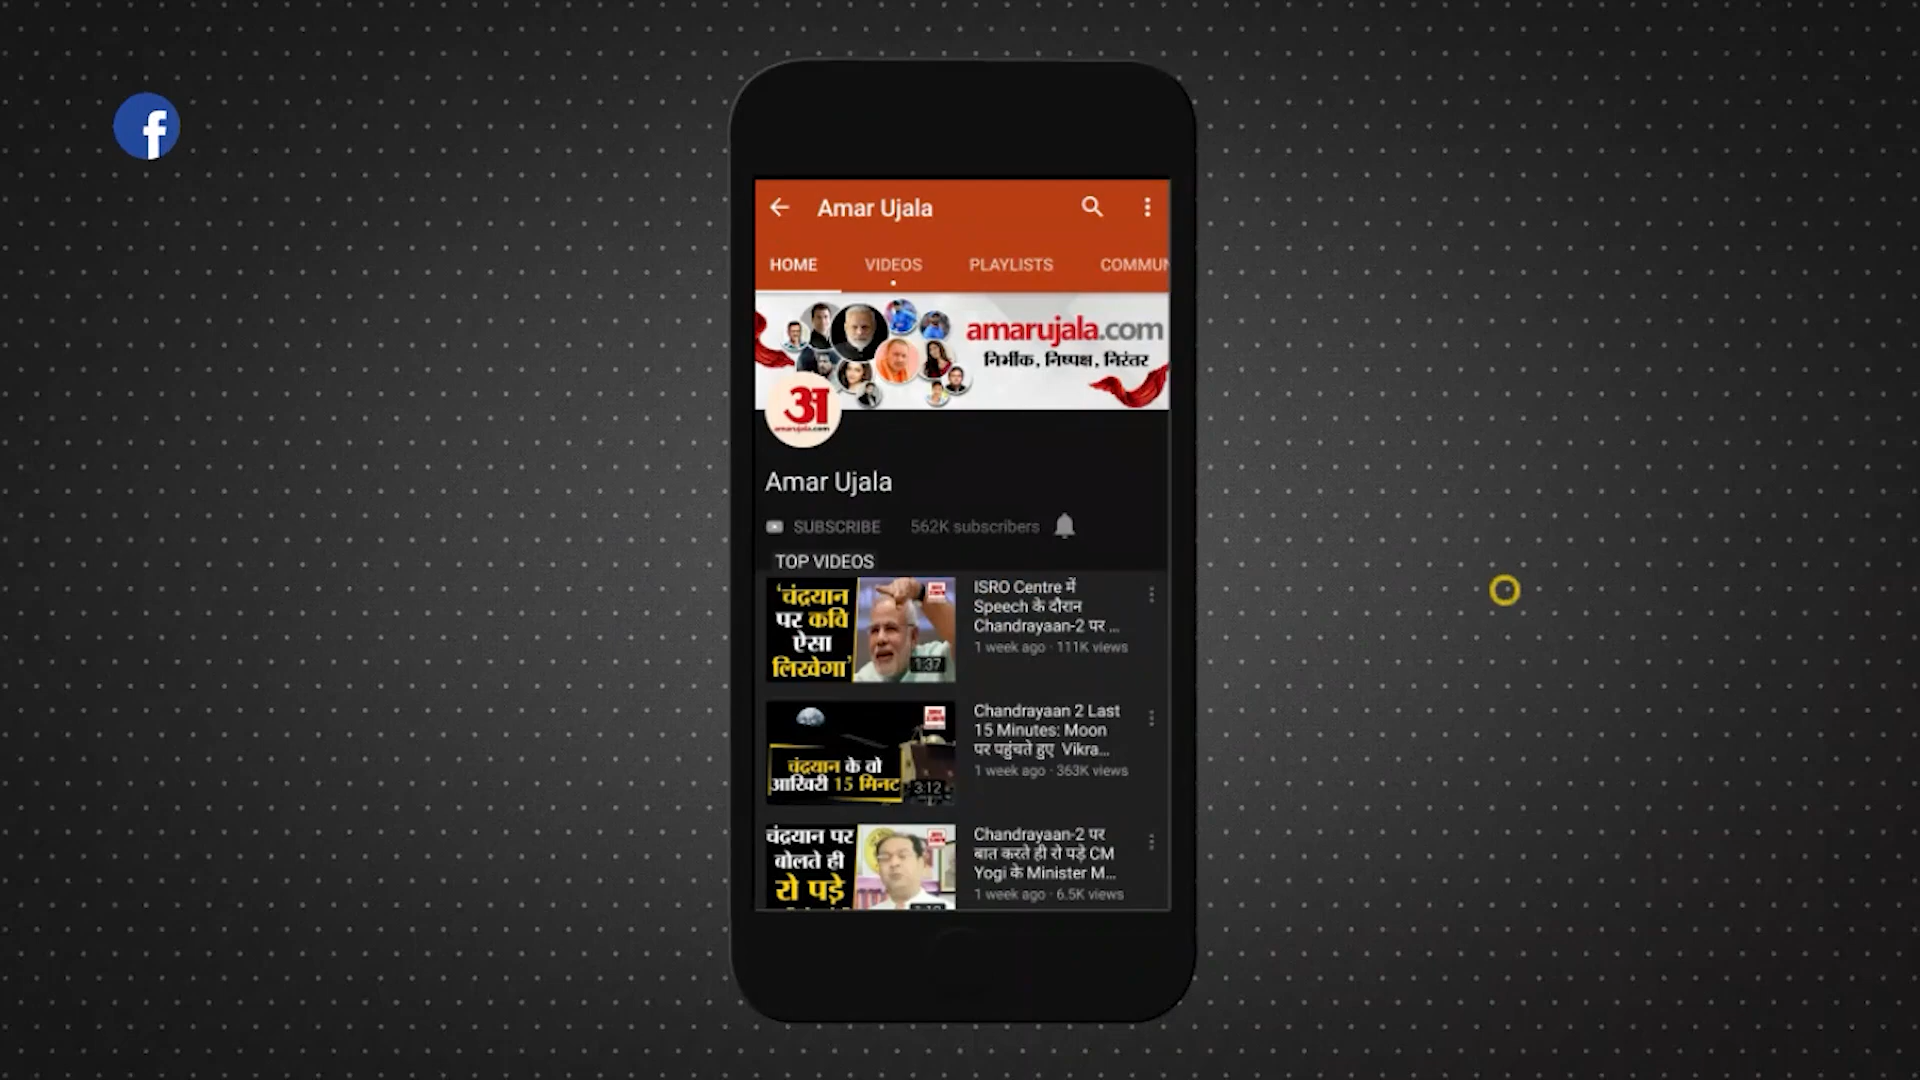 f
Amar Ujala
HOME VIDEOS PLAYLISTS COMMUN
amarujala.com
निर्भीक, निष्पक्ष, निरंतर
अ
amarujala.com
Amar Ujala
SUBSCRIBE 562K subscribers
TOP VIDEOS
'चंद्रयान
पर कवि
ऐसा
लिखेगा'
1:37
ISRO Centre में
Speech के दौरान
Chandrayaan-2 पर ...
1 week ago · 111K views
चंद्रयान के वो
आखिरी 15 मिनट
3:12
Chandrayaan 2 Last
15 Minutes: Moon
पर पहुंचते हुए Vikra...
1 week ago · 363K views
चंद्रयान पर
बोलते ही
रो पड़े
Chandrayaan-2 पर
बात करते ही रो पड़े CM
Yogi के Minister M...
1 week ago · 6.5K views